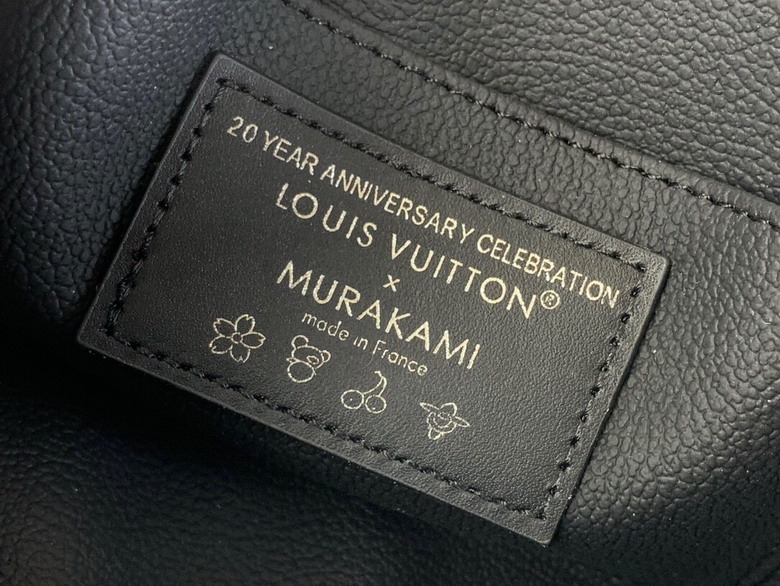 20 YEAR ANNIVERSARY CELEBRATION
LOUIS VUITTON®
×
MURAKAMI
made in France